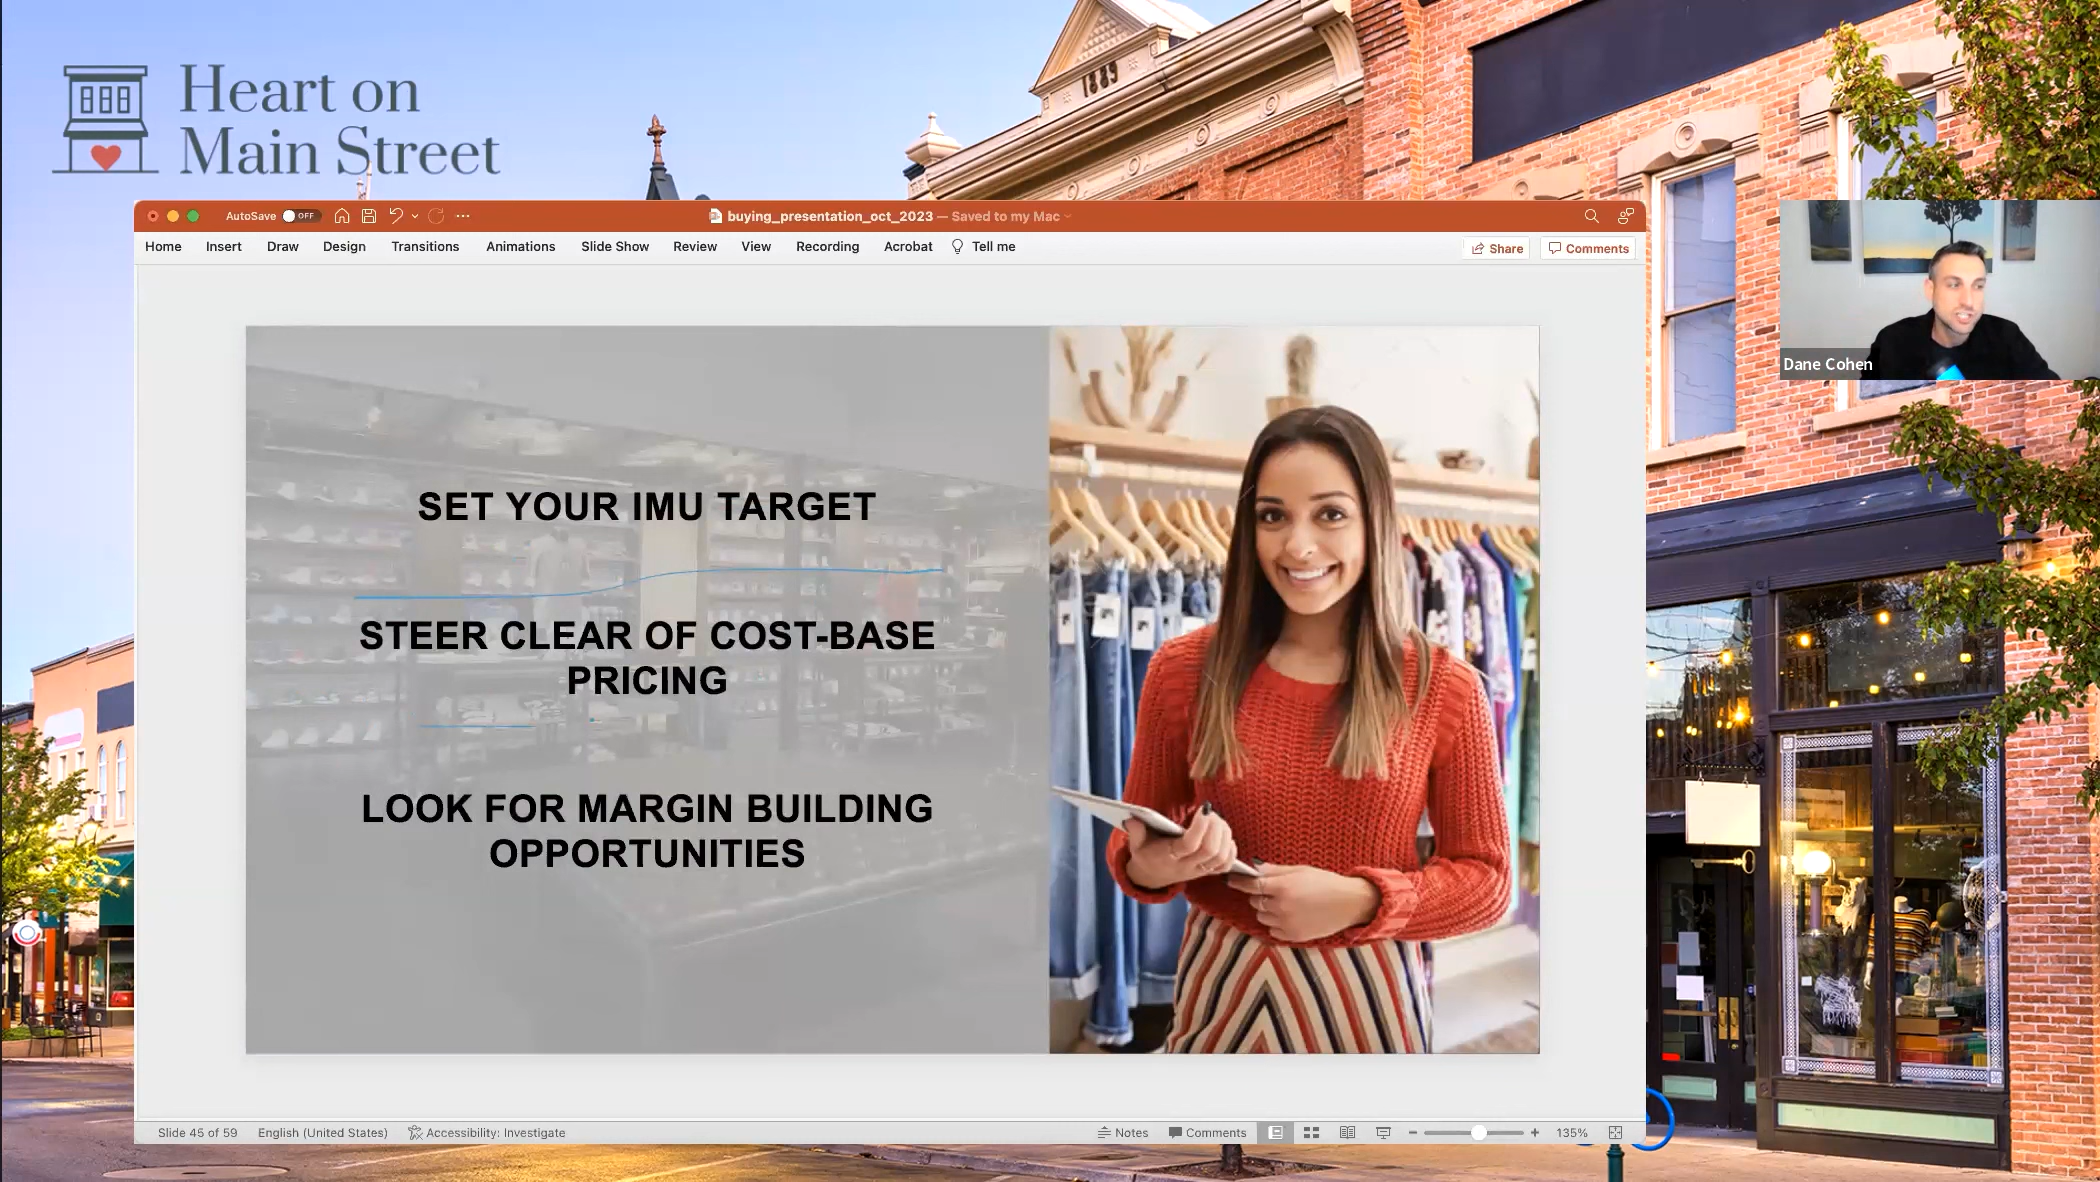 1889
Heart on
Main Street
AutoSave OFF
buying_presentation_oct_2023 — Saved to my Mac
Home Insert Draw Design Transitions Animations Slide Show Review View Recording Acrobat Tell me
Share Comments
Dane Cohen
SET YOUR IMU TARGET
STEER CLEAR OF COST-BASE
PRICING
LOOK FOR MARGIN BUILDING
OPPORTUNITIES
Slide 45 of 59 English (United States) Accessibility: Investigate Notes Comments 135%